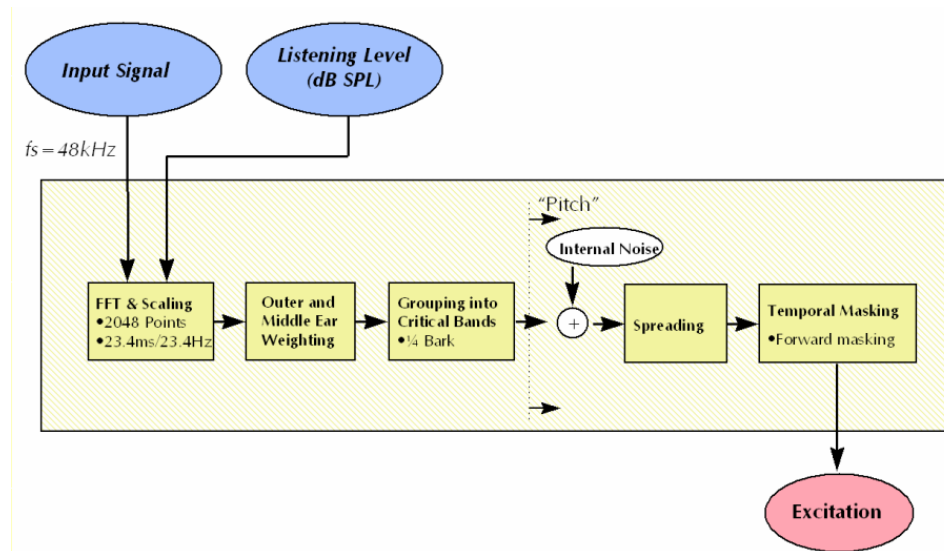 Input Signal
Listening Level
(dB SPL)
fs = 48kHz
"Pitch"
Internal Noise
FFT & Scaling
•2048 Points
•23.4ms/23.4Hz
Outer and
Middle Ear
Weighting
Grouping into
Critical Bands
•¼ Bark
+
Spreading
Temporal Masking
•Forward masking
Excitation